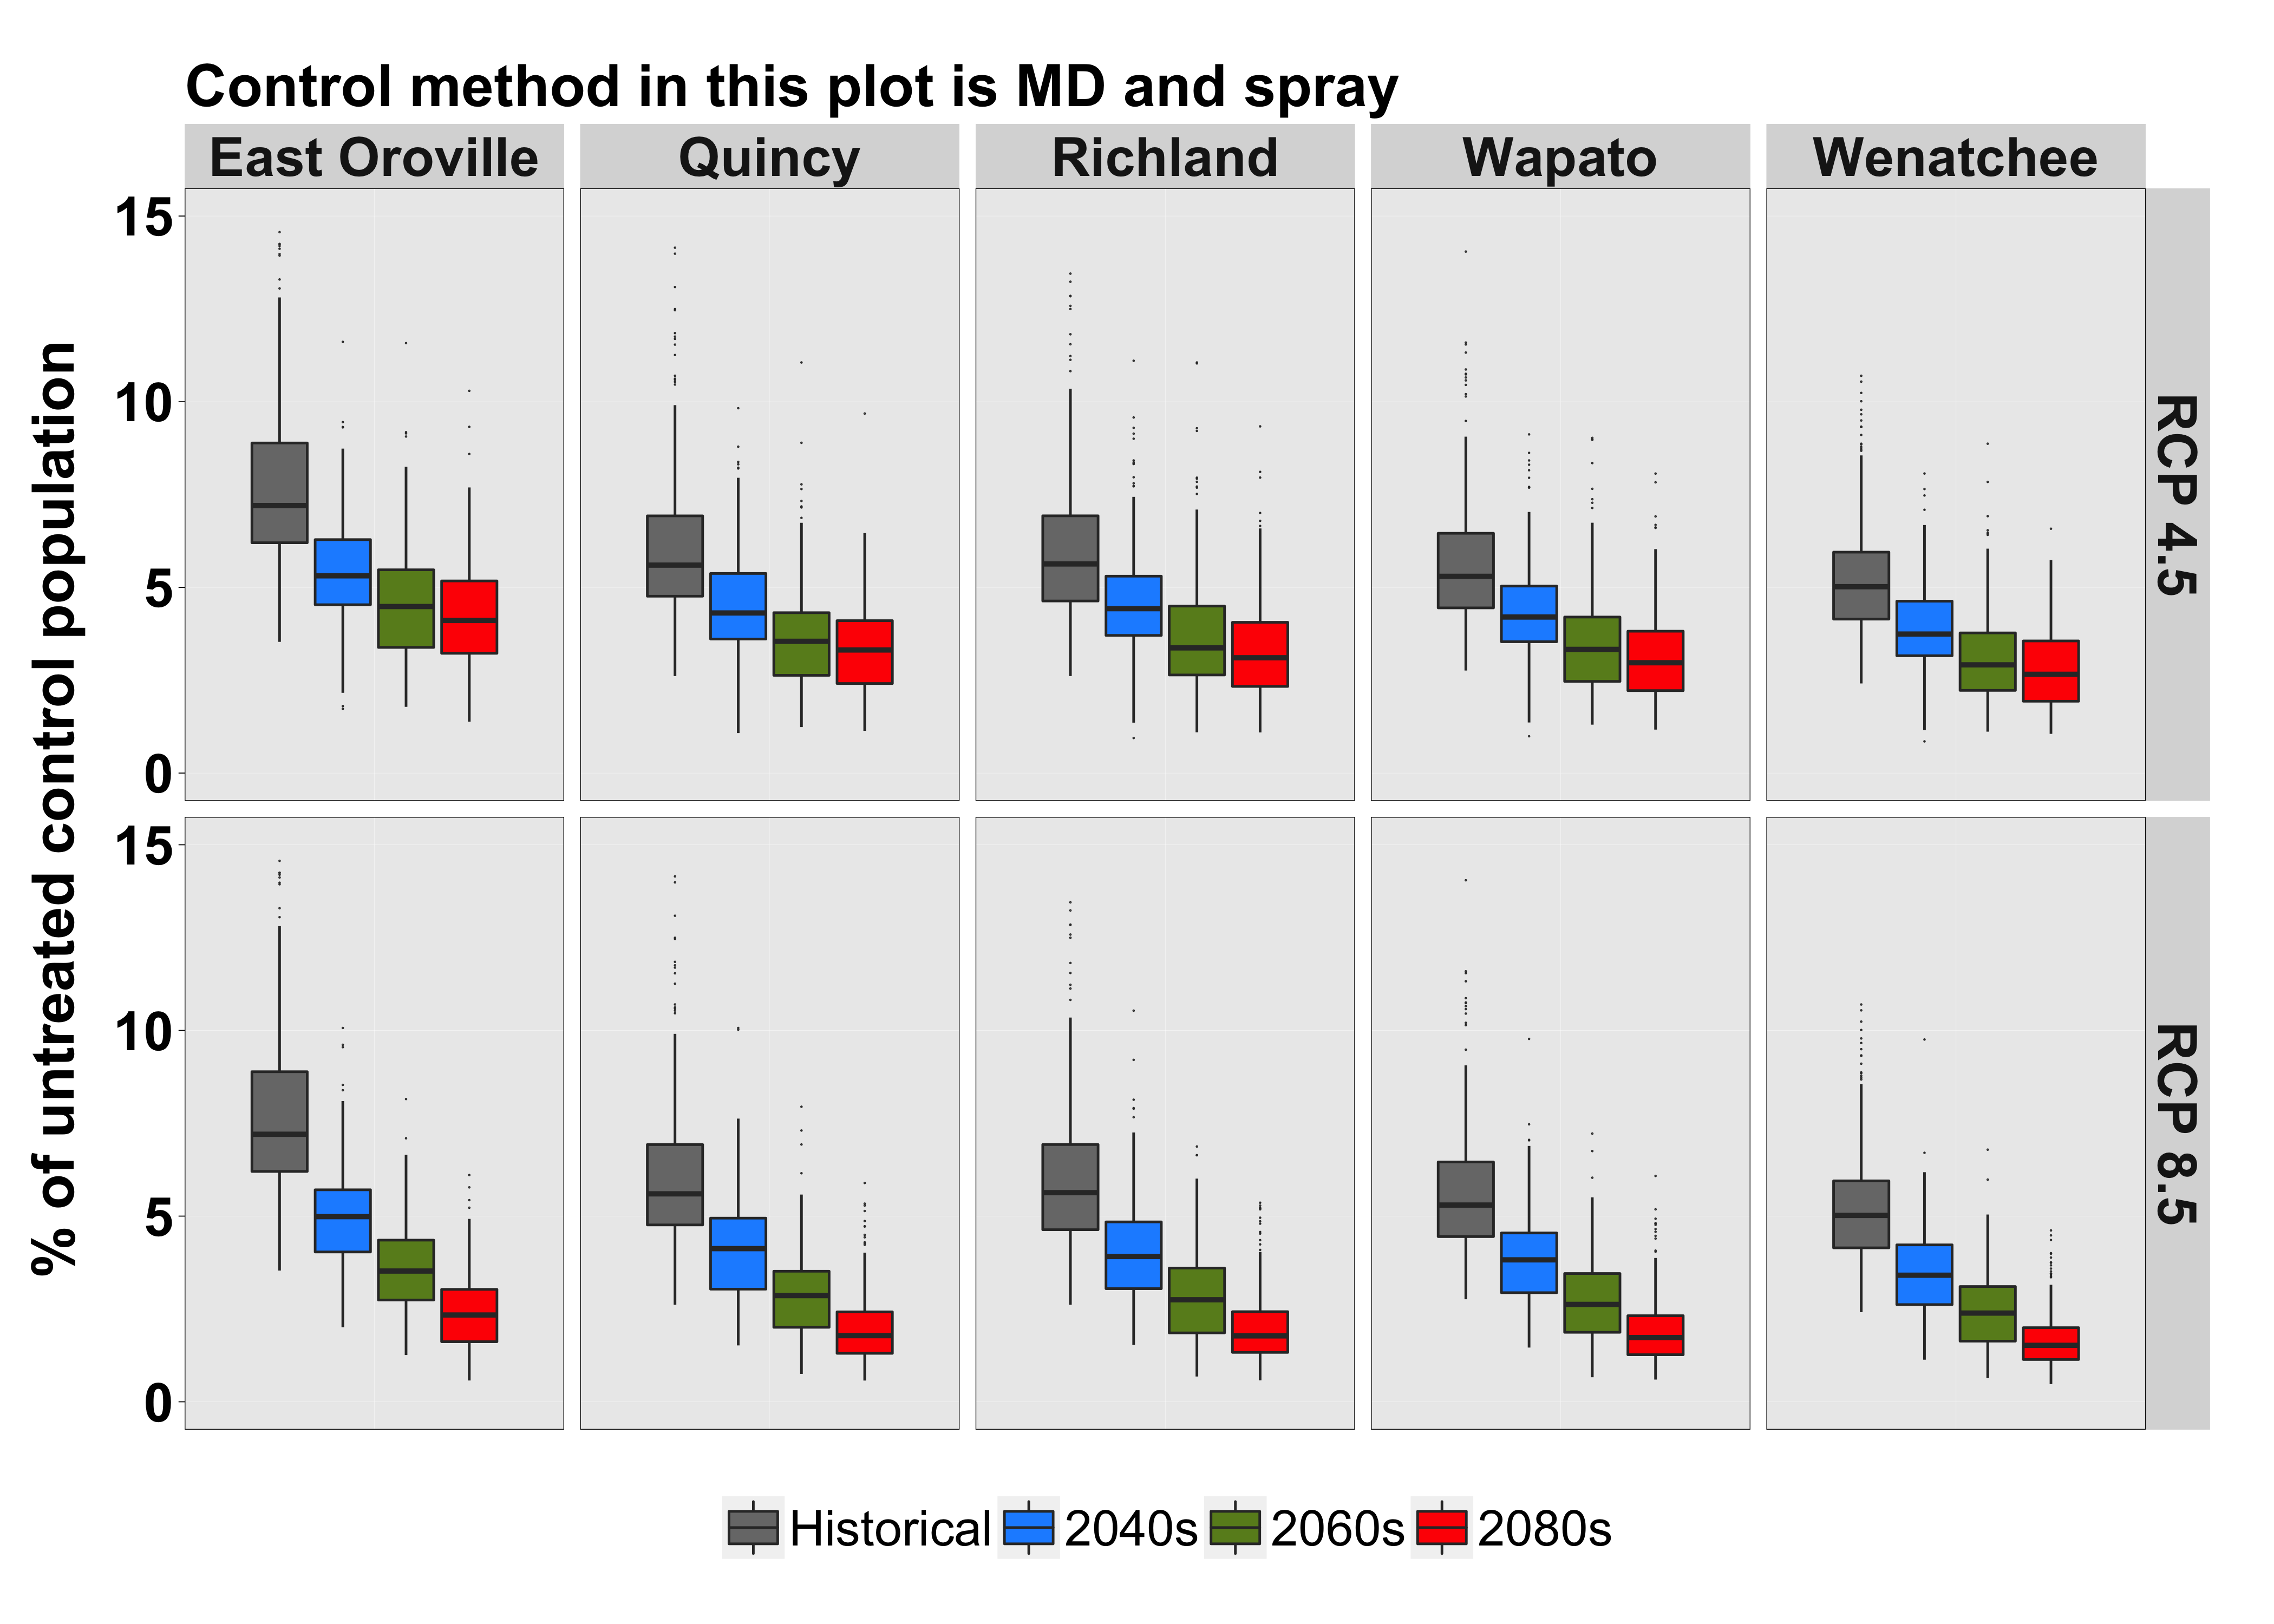 Control method in this plot is MD and spray
East Oroville
Quincy
Richland
Wapato
Wenatchee
% of untreated control population
15
10
5
0
RCP 4.5
15
10
5
0
RCP 8.5
Historical
2040s
2060s
2080s